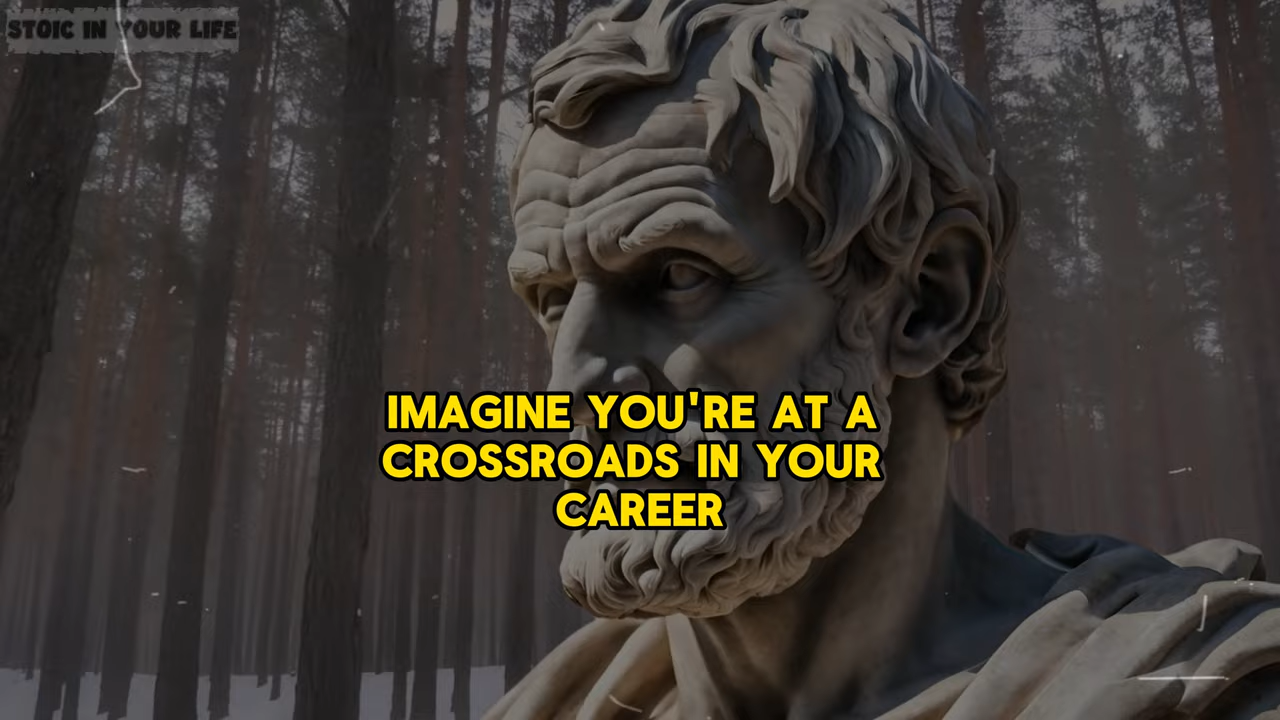 STOIC IN YOUR LIFE
IMAGINE YOU'RE AT A
CROSSROADS IN YOUR
CAREER